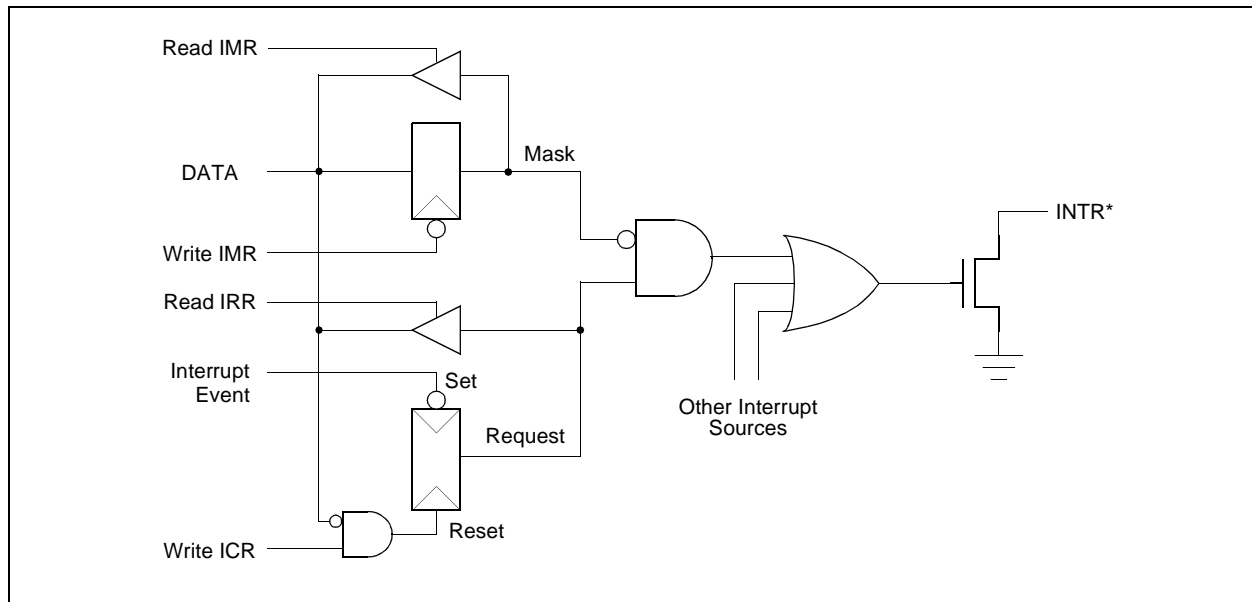 Read IMR
DATA
Mask
Write IMR
INTR*
Read IRR
Interrupt
Event
Set
Request
Other Interrupt
Sources
Reset
Write ICR